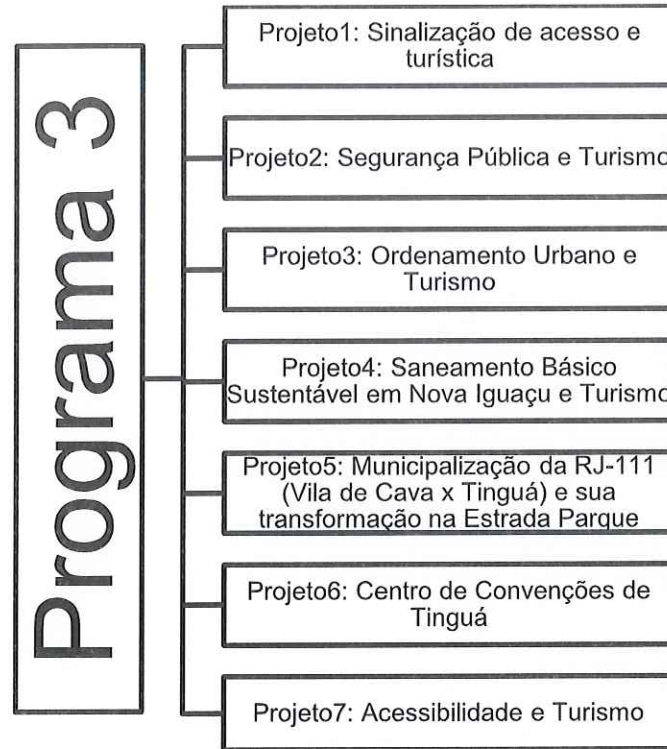 Programa 3
Projeto1: Sinalização de acesso e
turística
Projeto2: Segurança Pública e Turismo
Projeto3: Ordenamento Urbano e
Turismo
Projeto4: Saneamento Básico
Sustentável em Nova Iguaçu e Turismo
Projeto5: Municipalização da RJ-111
(Vila de Cava x Tinguá) e sua
transformação na Estrada Parque
Projeto6: Centro de Convenções de
Tinguá
Projeto7: Acessibilidade e Turismo